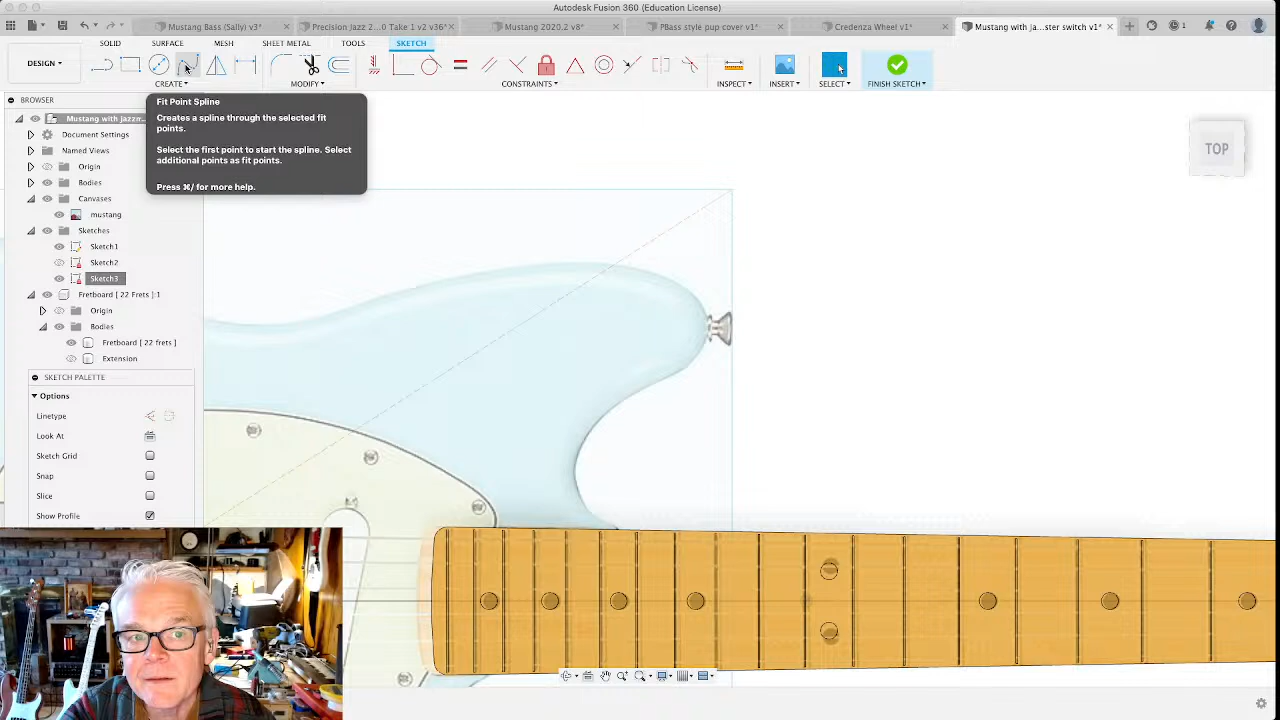 Autodesk Fusion 360 (Education License)
Mustang Bass (Sally) v3*
Precision Jazz 2...0 Take 1 v2 v36*
Mustang 2020.2 v8*
PBass style pup cover v1*
Credenza Wheel v1*
Mustang with ja...ster switch v1*
1
SOLID
SURFACE
MESH
SHEET METAL
TOOLS
SKETCH
DESIGN
CREATE
MODIFY
CONSTRAINTS
INSPECT
INSERT
SELECT
FINISH SKETCH
BROWSER
Fit Point Spline
Creates a spline through the selected fit
points.
Select the first point to start the spline. Select
additional points as fit points.
Press ⌘/ for more help.
Mustang with jazzm...
Document Settings
Named Views
Origin
Bodies
Canvases
mustang
Sketches
Sketch1
Sketch2
Sketch3
Fretboard [ 22 Frets ]:1
Origin
Bodies
Fretboard [ 22 frets ]
Extension
SKETCH PALETTE
Options
Linetype
Look At
Sketch Grid
Snap
Slice
Show Profile
TOP